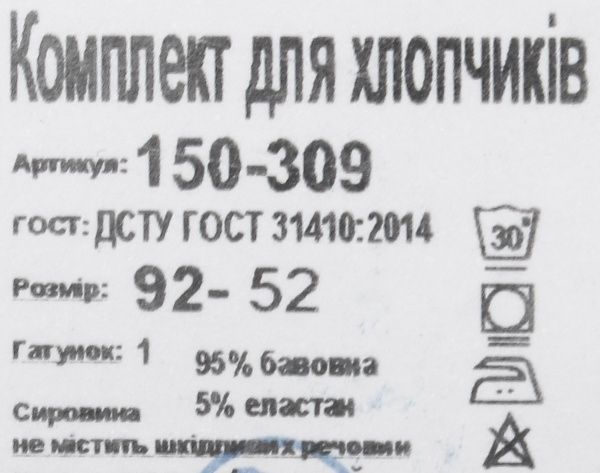 Комплект для хлопчиків
Артикул: 150-309
гост: ДСТУ ГОСТ 31410:2014
30°
Розмір: 92- 52
Гатунок: 1
95% бавовна
5% еластан
Сировина
не містить шкідливих речовин